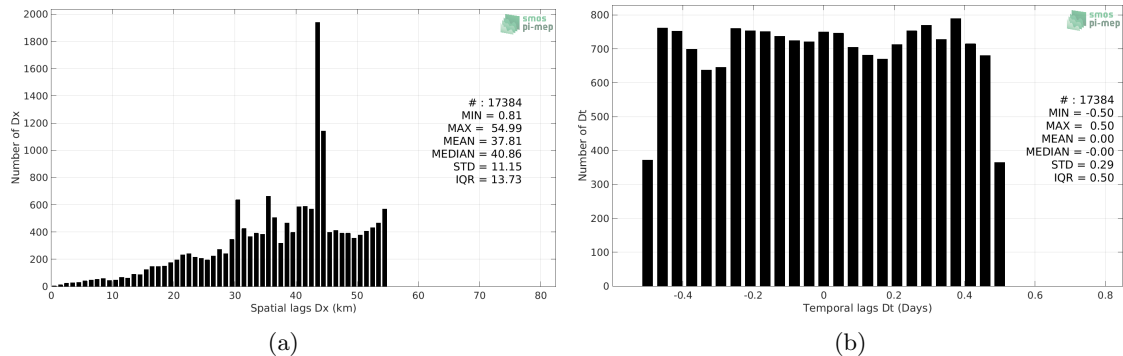 smos
pi-mep
2000
1800
1600
1400
1200
1000
800
600
400
200
0
Number of Dx
# : 17384
MIN = 0.81
MAX = 54.99
MEAN = 37.81
MEDIAN = 40.86
STD = 11.15
IQR = 13.73
0 10 20 30 40 50 60 70 80
Spatial lags Dx (km)
(a)
smos
pi-mep
800
700
600
500
400
300
200
100
0
Number of Dt
# : 17384
MIN = -0.50
MAX = 0.50
MEAN = 0.00
MEDIAN = -0.00
STD = 0.29
IQR = 0.50
-0.4 -0.2 0 0.2 0.4 0.6 0.8
Temporal lags Dt (Days)
(b)